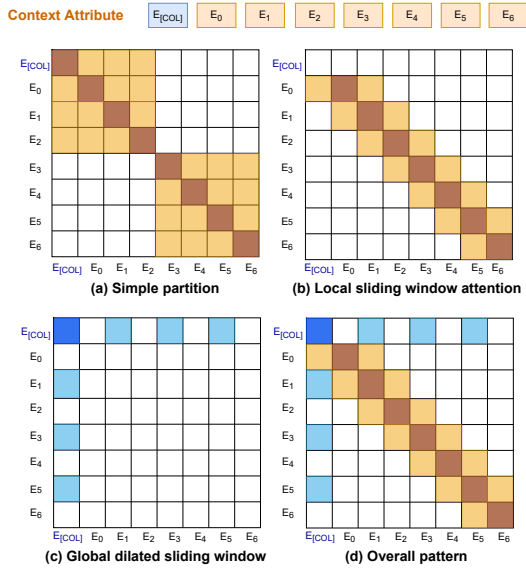 Context Attribute E[COL] E0 E1 E2 E3 E4 E5 E6
E[COL]
E0
E1
E2
E3
E4
E5
E6
E[COL] E0 E1 E2 E3 E4 E5 E6
(a) Simple partition
E[COL]
E0
E1
E2
E3
E4
E5
E6
E[COL] E0 E1 E2 E3 E4 E5 E6
(b) Local sliding window attention
E[COL]
E0
E1
E2
E3
E4
E5
E6
E[COL] E0 E1 E2 E3 E4 E5 E6
(c) Global dilated sliding window
E[COL]
E0
E1
E2
E3
E4
E5
E6
E[COL] E0 E1 E2 E3 E4 E5 E6
(d) Overall pattern